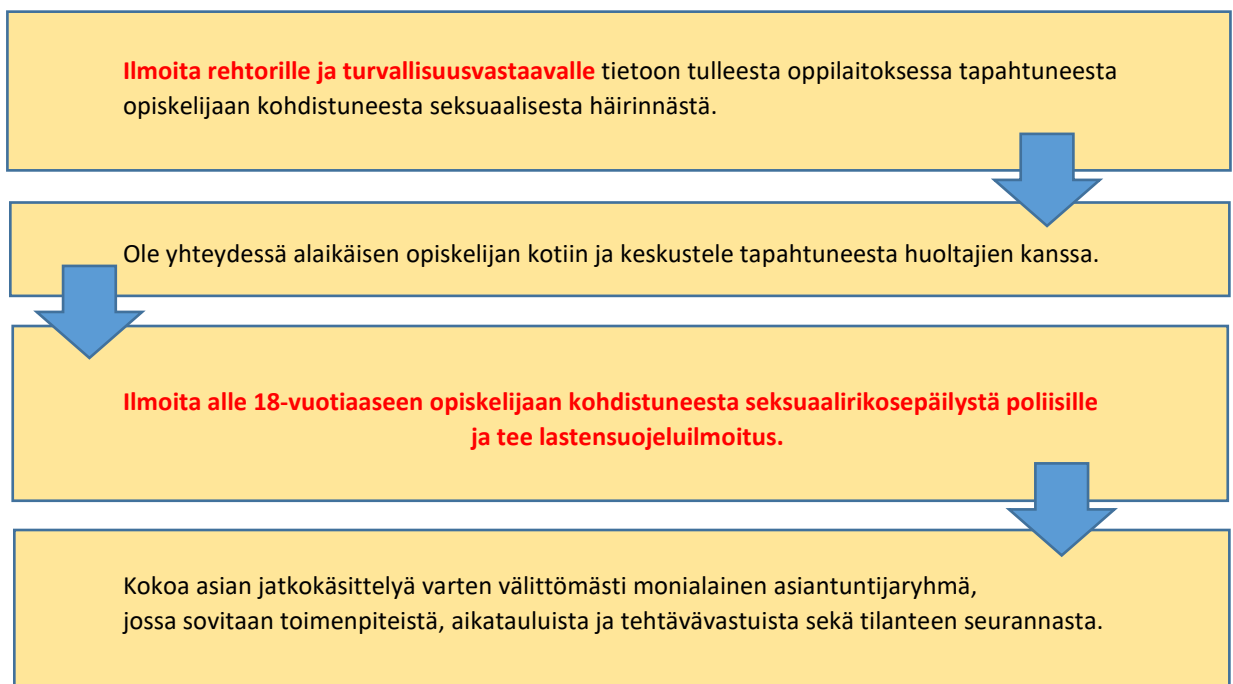 Ilmoita rehtorille ja turvallisuusvastaavalle tietoon tulleesta oppilaitoksessa tapahtuneesta
opiskelijaan kohdistuneesta seksuaalisesta häirinnästä.
Ole yhteydessä alaikäisen opiskelijan kotiin ja keskustele tapahtuneesta huoltajien kanssa.
Ilmoita alle 18-vuotiaaseen opiskelijaan kohdistuneesta seksuaalirikosepäilystä poliisille
ja tee lastensuojeluilmoitus.
Kokoa asian jatkokäsittelyä varten välittömästi monialainen asiantuntijaryhmä,
jossa sovitaan toimenpiteistä, aikatauluista ja tehtävävastuista sekä tilanteen seurannasta.